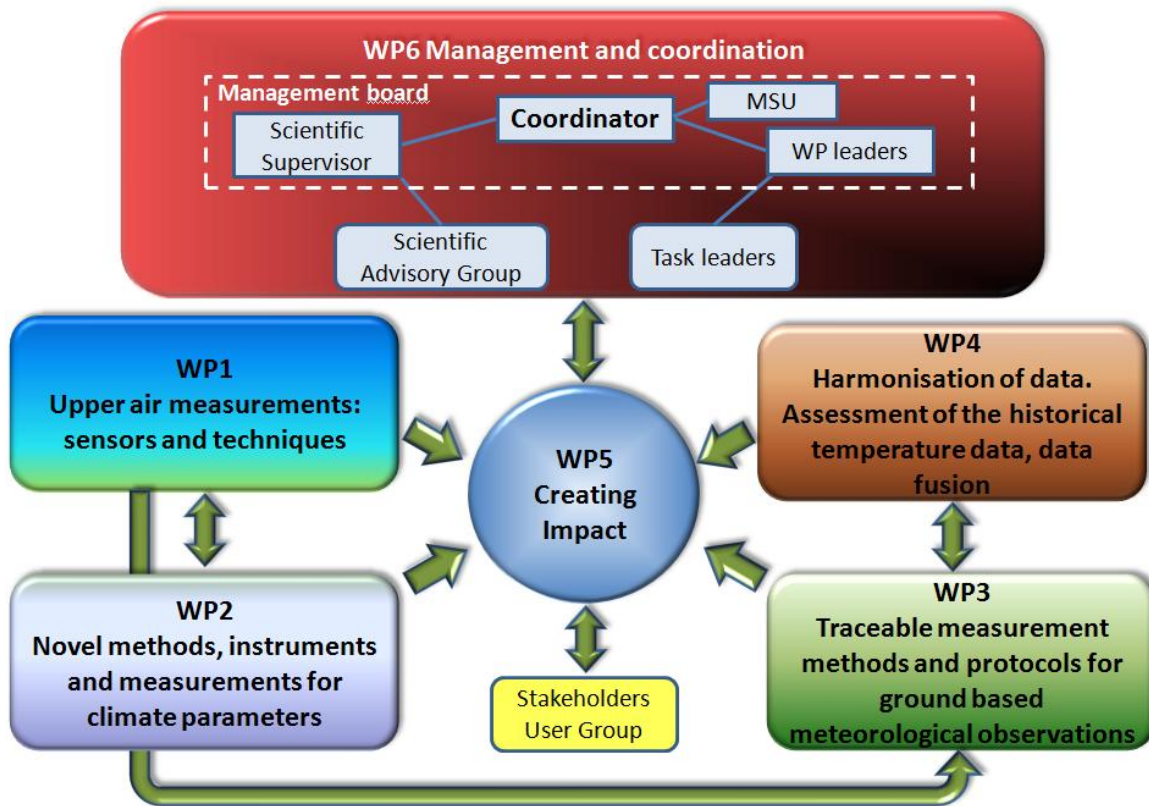 WP6 Management and coordination
Management board
Coordinator
MSU
Scientific
Supervisor
WP leaders
Scientific
Advisory Group
Task leaders
WP1
Upper air measurements:
sensors and techniques
WP4
Harmonisation of data.
Assessment of the historical
temperature data, data
fusion
WP5
Creating
Impact
WP2
Novel methods, instruments
and measurements for
climate parameters
WP3
Traceable measurement
methods and protocols for
ground based
meteorological observations
Stakeholders
User Group